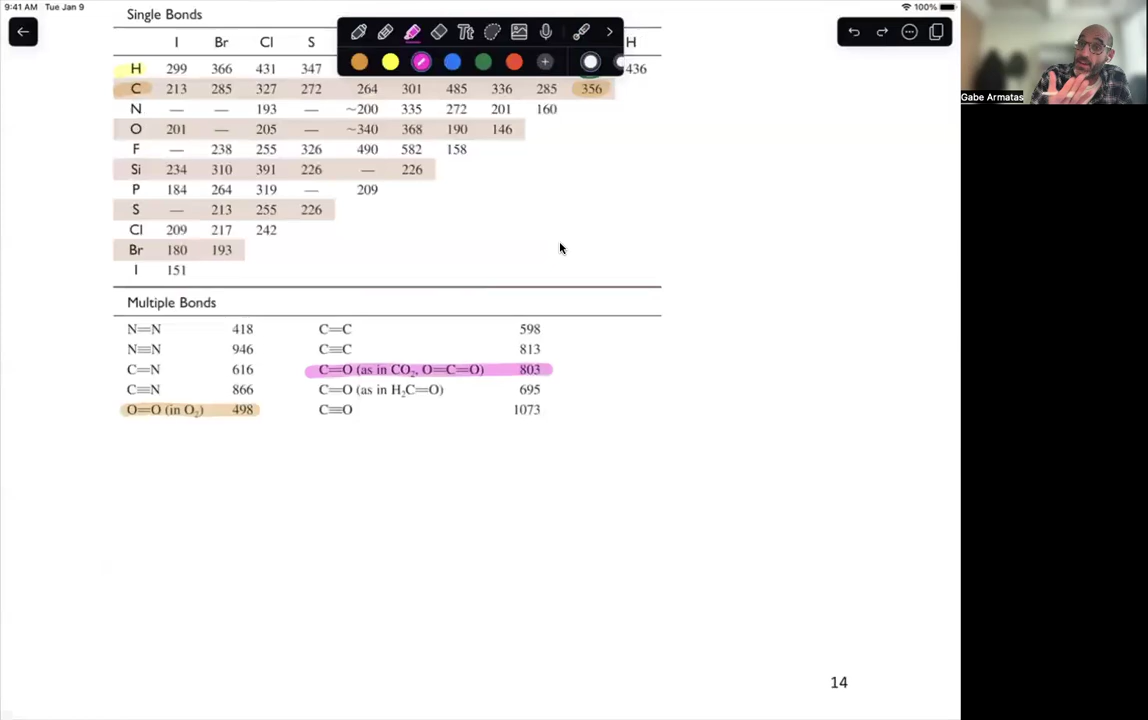 9:41 AM Tue Jan 9
100%
Single Bonds
I Br Cl S H
H 299 366 431 347 436
C 213 285 327 272 264 301 485 336 285 356
N — — 193 — ~200 335 272 201 160
O 201 — 205 — ~340 368 190 146
F — 238 255 326 490 582 158
Si 234 310 391 226 — 226
P 184 264 319 — 209
S — 213 255 226
Cl 209 217 242
Br 180 193
I 151
Multiple Bonds
N=N 418 C=C 598
N≡N 946 C≡C 813
C=N 616 C=O (as in CO₂, O=C=O) 803
C≡N 866 C=O (as in H₂C=O) 695
O=O (in O₂) 498 C≡O 1073
14
Gabe Armatas